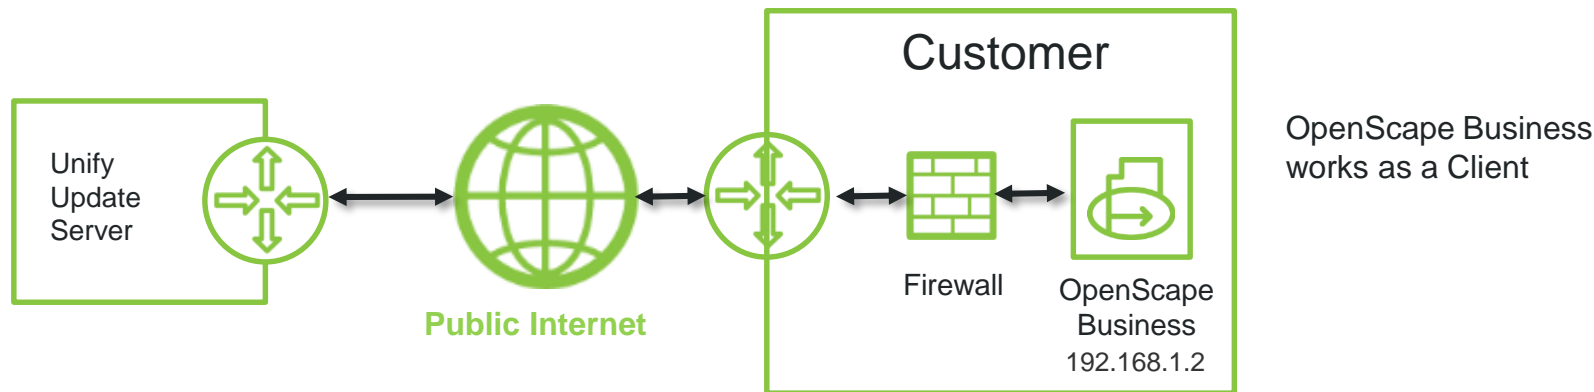 Customer
Unify
Update
Server
Public Internet
Firewall
OpenScape
Business
192.168.1.2
OpenScape Business
works as a Client